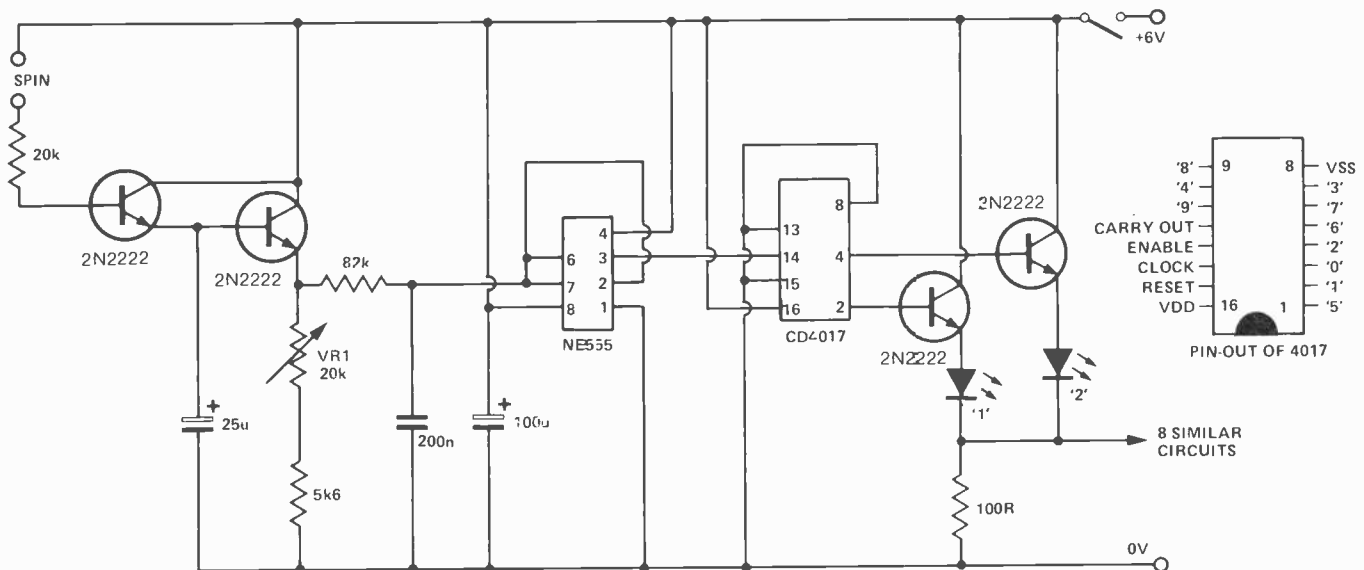 +6V
SPIN
20k
2N2222
2N2222
82k
VR1
20k
25u
5k6
200n
100u
4
3
6
7
2
8
1
NE555
8
13
14
4
15
16
2
CD4017
2N2222
2N2222
'1'
'2'
8 SIMILAR
CIRCUITS
100R
0V
'8'
'4'
'9'
CARRY OUT
ENABLE
CLOCK
RESET
VDD
9
8
16
1
VSS
'3'
'7'
'6'
'2'
'0'
'1'
'5'
PIN-OUT OF 4017